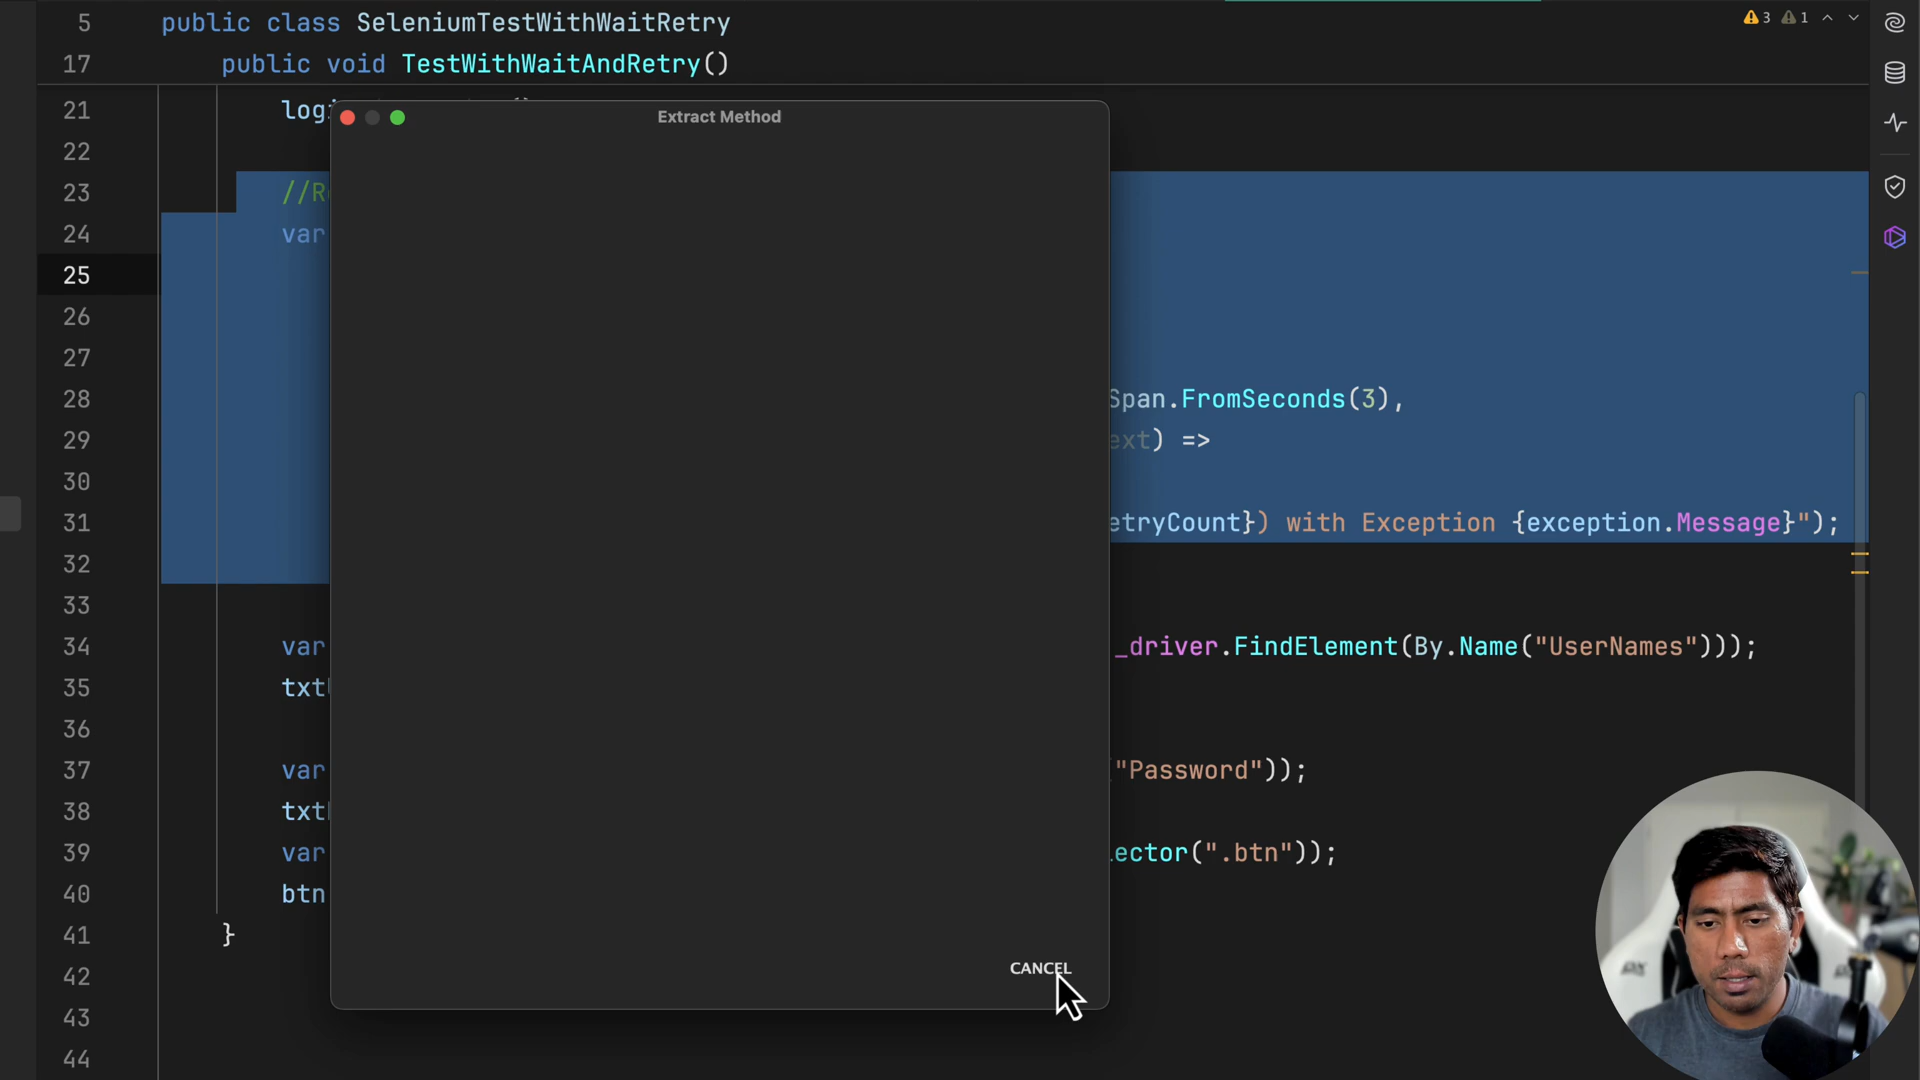 5 public class SeleniumTestWithWaitRetry
3 1
17 public void TestWithWaitAndRetry()
21
Extract Method
22
23 //R
24 var
25
26
27
28 Span.FromSeconds(3),
29 ext) =>
30
31 etryCount}) with Exception {exception.Message}");
32
33
34 var _driver.FindElement(By.Name("UserNames")));
35 txt
36
37 var ("Password"));
38 txt
39 var lector(".btn"));
40 btn
41 }
CANCEL
42
43
44